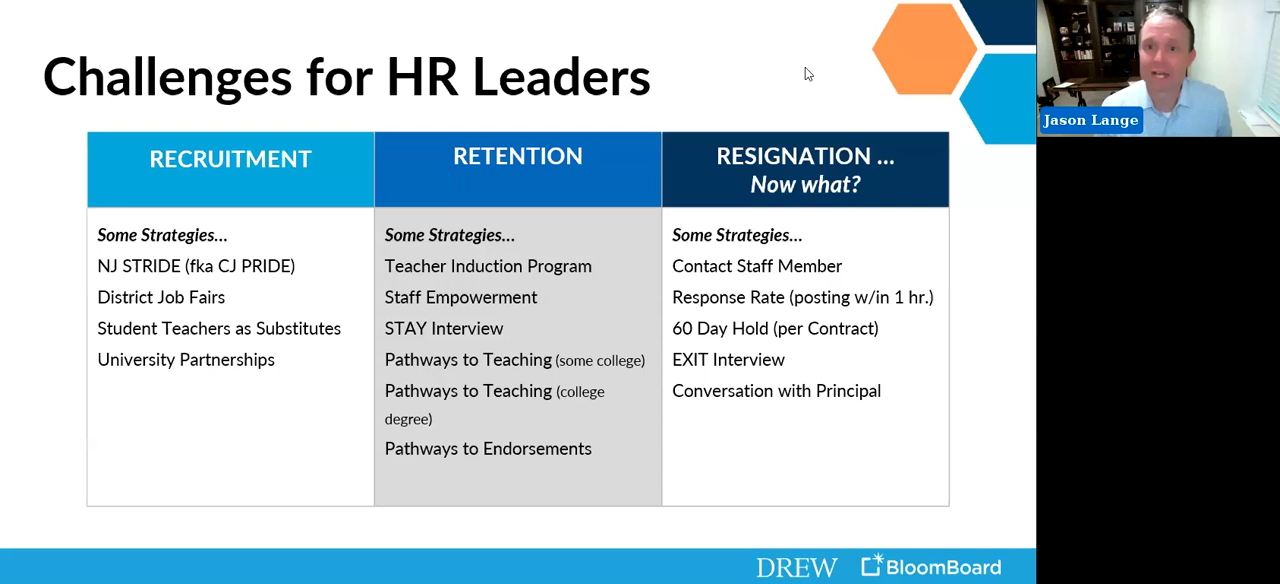 Challenges for HR Leaders
Jason Lange
RECRUITMENT
Some Strategies...
NJ STRIDE (fka CJ PRIDE)
District Job Fairs
Student Teachers as Substitutes
University Partnerships
RETENTION
Some Strategies...
Teacher Induction Program
Staff Empowerment
STAY Interview
Pathways to Teaching (some college)
Pathways to Teaching (college
degree)
Pathways to Endorsements
RESIGNATION ...
Now what?
Some Strategies...
Contact Staff Member
Response Rate (posting w/in 1 hr.)
60 Day Hold (per Contract)
EXIT Interview
Conversation with Principal
DREW
BloomBoard